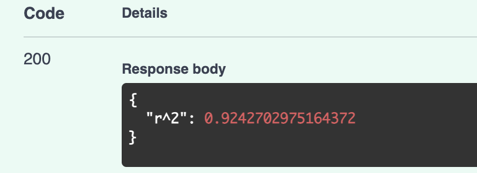 Code Details
200
Response body
{
"r^2": 0.9242702975164372
}